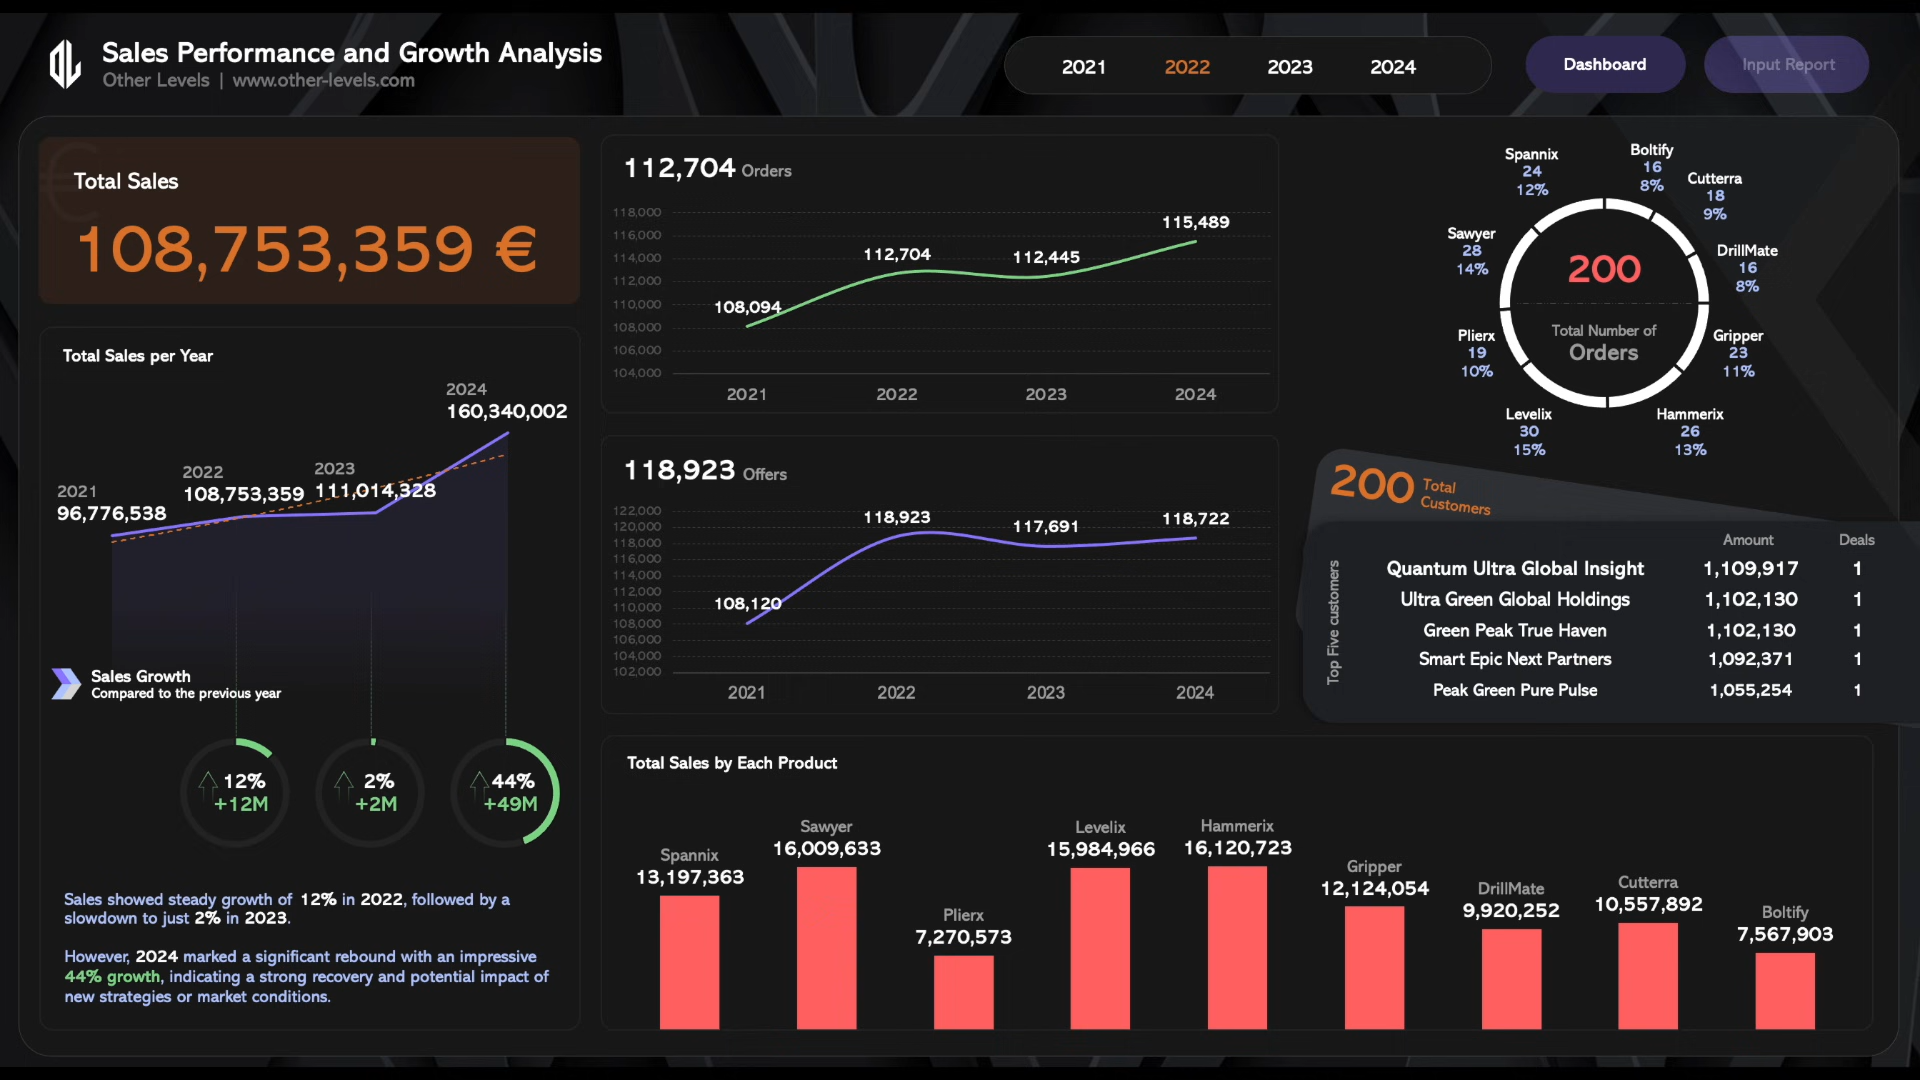 Sales Performance and Growth Analysis
Other Levels | www.other-levels.com
2021 2022 2023 2024
Dashboard
Input Report
Total Sales
108,753,359 €
Total Sales per Year
2021
96,776,538
2022
108,753,359
2023
111,014,328
2024
160,340,002
Sales Growth
Compared to the previous year
12%
+12M
2%
+2M
44%
+49M
Sales showed steady growth of 12% in 2022, followed by a
slowdown to just 2% in 2023.
However, 2024 marked a significant rebound with an impressive
44% growth, indicating a strong recovery and potential impact of
new strategies or market conditions.
112,704 Orders
118,000
116,000
114,000
112,000
110,000
108,000
106,000
104,000
108,094
112,704
112,445
115,489
2021 2022 2023 2024
118,923 Offers
122,000
120,000
118,000
116,000
114,000
112,000
110,000
108,000
106,000
104,000
102,000
108,120
118,923
117,691
118,722
2021 2022 2023 2024
Spannix
24
12%
Boltify
16
8%
Cutterra
18
9%
Sawyer
28
14%
DrillMate
16
8%
Plierx
19
10%
Gripper
23
11%
Levelix
30
15%
Hammerix
26
13%
200
Total Number of
Orders
200 Total
Customers
Top Five customers
Amount Deals
Quantum Ultra Global Insight 1,109,917 1
Ultra Green Global Holdings 1,102,130 1
Green Peak True Haven 1,102,130 1
Smart Epic Next Partners 1,092,371 1
Peak Green Pure Pulse 1,055,254 1
Total Sales by Each Product
Spannix
13,197,363
Sawyer
16,009,633
Plierx
7,270,573
Levelix
15,984,966
Hammerix
16,120,723
Gripper
12,124,054
DrillMate
9,920,252
Cutterra
10,557,892
Boltify
7,567,903